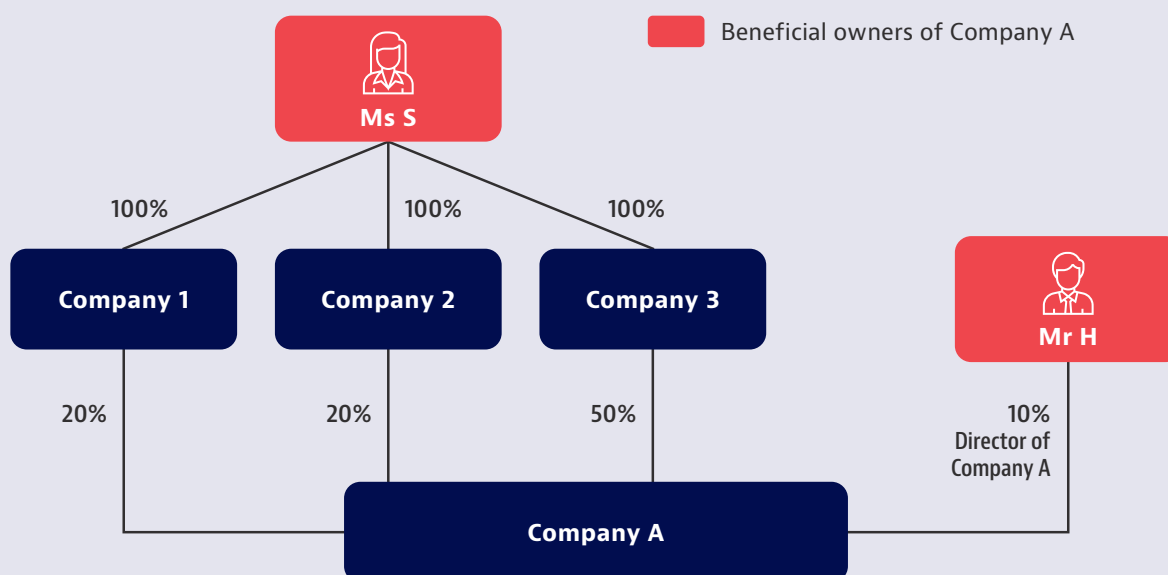 Beneficial owners of Company A
Ms S
100%
100%
100%
Company 1
Company 2
Company 3
Mr H
20%
20%
50%
10%
Director of
Company A
Company A